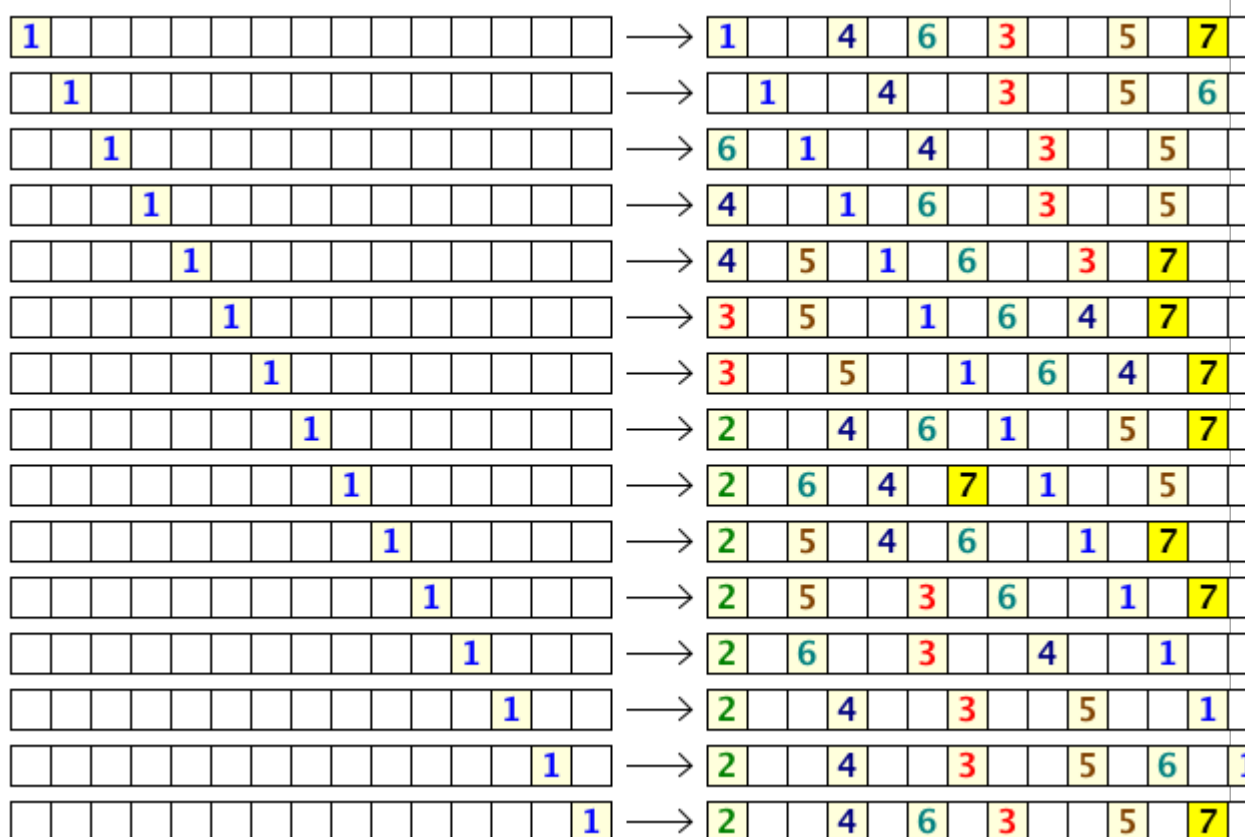 1 → 1 4 6 3 5 7
1 → 1 4 3 5 6
1 → 6 1 4 3 5
1 → 4 1 6 3 5
1 → 4 5 1 6 3 7
1 → 3 5 1 6 4 7
1 → 3 5 1 6 4 7
1 → 2 4 6 1 5 7
1 → 2 6 4 7 1 5
1 → 2 5 4 6 1 7
1 → 2 5 3 6 1 7
1 → 2 6 3 4 1
1 → 2 4 3 5 1
1 → 2 4 3 5 6
1 → 2 4 6 3 5 7